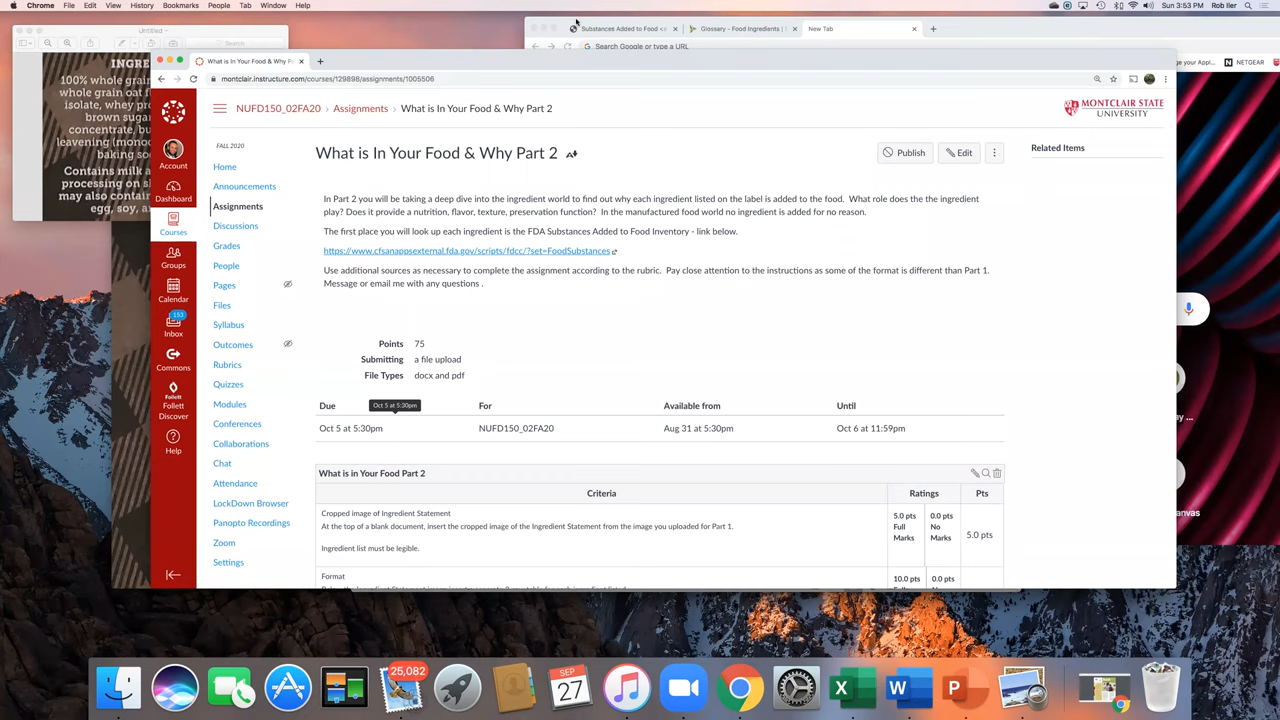 Chrome File Edit View History Bookmarks People Tab Window Help
Sun 3:53 PM Rob Iler
Untitled
Search
Substances Added to Food
Glossary - Food Ingredients
New Tab
Search Google or type a URL
NETGEAR
INGRE
100% whole grain
whole grain oat f
isolate, whey pro
brown sugar
concentrate, bu
leavening (monoc
baking so
Contains milk a
processing on s
may also contain
egg, soy, a
What is In Your Food & Why P
montclair.instructure.com/courses/129898/assignments/1005506
NUFD150_02FA20 › Assignments › What is In Your Food & Why Part 2
MONTCLAIR STATE
UNIVERSITY
Account
Dashboard
Courses
Groups
Calendar
153
Inbox
Commons
Follett
Follett
Discover
Help
FALL 2020
Home
Announcements
Assignments
Discussions
Grades
People
Pages
Files
Syllabus
Outcomes
Rubrics
Quizzes
Modules
Conferences
Collaborations
Chat
Attendance
LockDown Browser
Panopto Recordings
Zoom
Settings
What is In Your Food & Why Part 2
Publish
Edit
Related Items
In Part 2 you will be taking a deep dive into the ingredient world to find out why each ingredient listed on the label is added to the food. What role does the the ingredient
play? Does it provide a nutrition, flavor, texture, preservation function? In the manufactured food world no ingredient is added for no reason.
The first place you will look up each ingredient is the FDA Substances Added to Food Inventory - link below.
https://www.cfsanappsexternal.fda.gov/scripts/fdcc/?set=FoodSubstances
Use additional sources as necessary to complete the assignment according to the rubric. Pay close attention to the instructions as some of the format is different than Part 1.
Message or email me with any questions .
Points 75
Submitting a file upload
File Types docx and pdf
Oct 5 at 5:30pm
Due For Available from Until
Oct 5 at 5:30pm NUFD150_02FA20 Aug 31 at 5:30pm Oct 6 at 11:59pm
What is in Your Food Part 2
Criteria Ratings Pts
Cropped image of Ingredient Statement
At the top of a blank document, insert the cropped image of the Ingredient Statement from the image you uploaded for Part 1.
Ingredient list must be legible.
5.0 pts
Full
Marks
0.0 pts
No
Marks
5.0 pts
Format
10.0 pts 0.0 pts
anvas
25,082
SEP
27
X
W
P